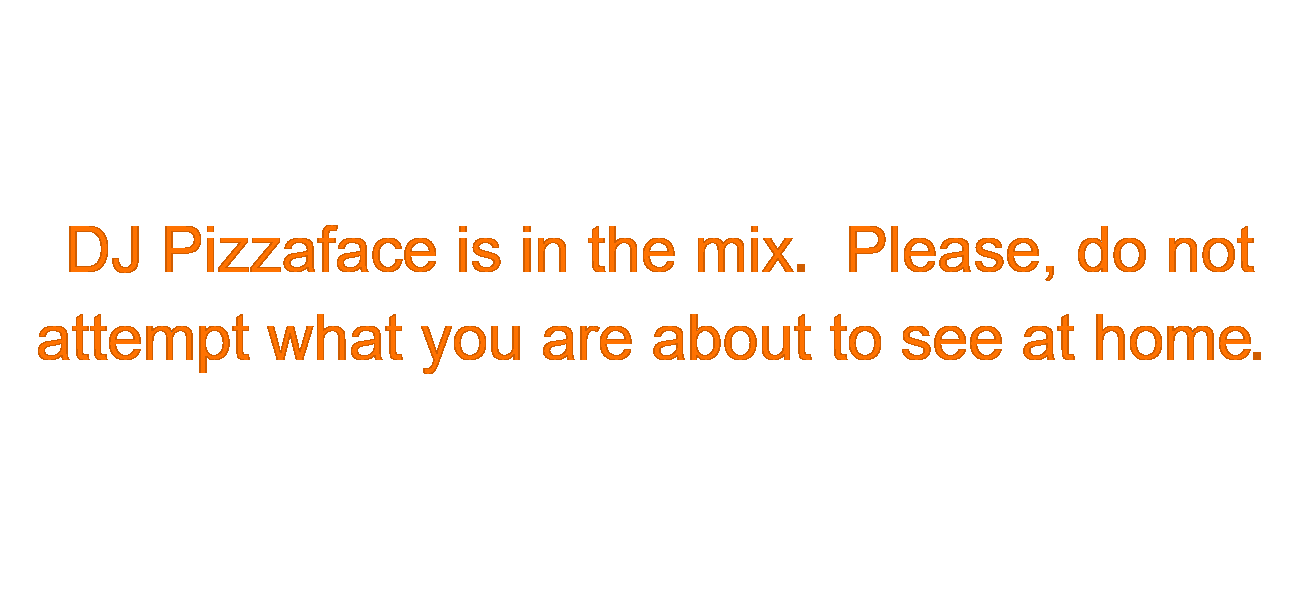 DJ Pizzaface is in the mix.  Please, do not
attempt what you are about to see at home.